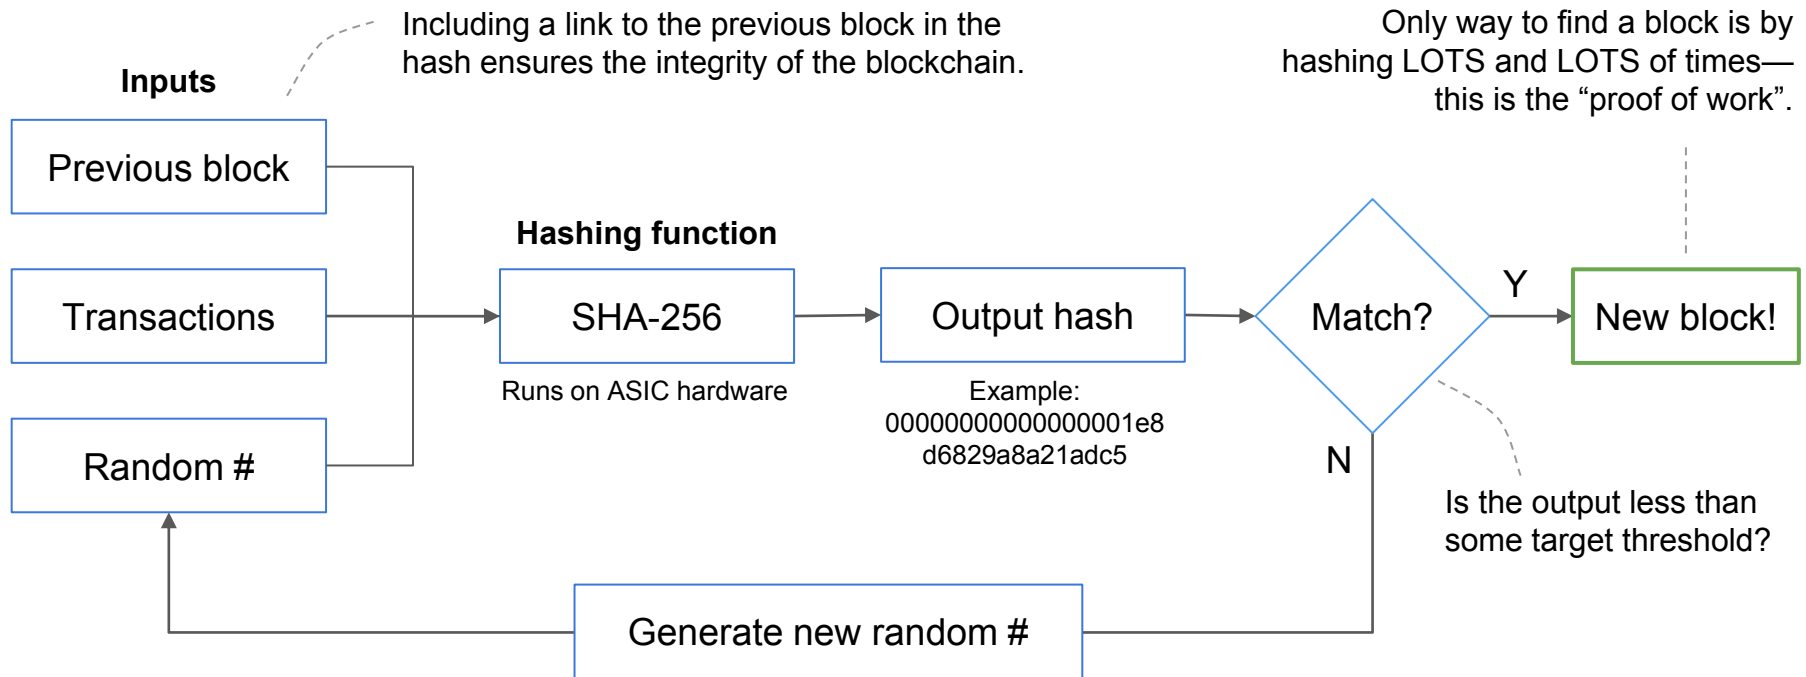 Including a link to the previous block in the
hash ensures the integrity of the blockchain.
Only way to find a block is by
hashing LOTS and LOTS of times—
this is the “proof of work”.
Inputs
Previous block
Transactions
Random #
Hashing function
SHA-256
Runs on ASIC hardware
Output hash
Example:
00000000000000001e8
d6829a8a21adc5
Match?
Y
New block!
N
Is the output less than
some target threshold?
Generate new random #